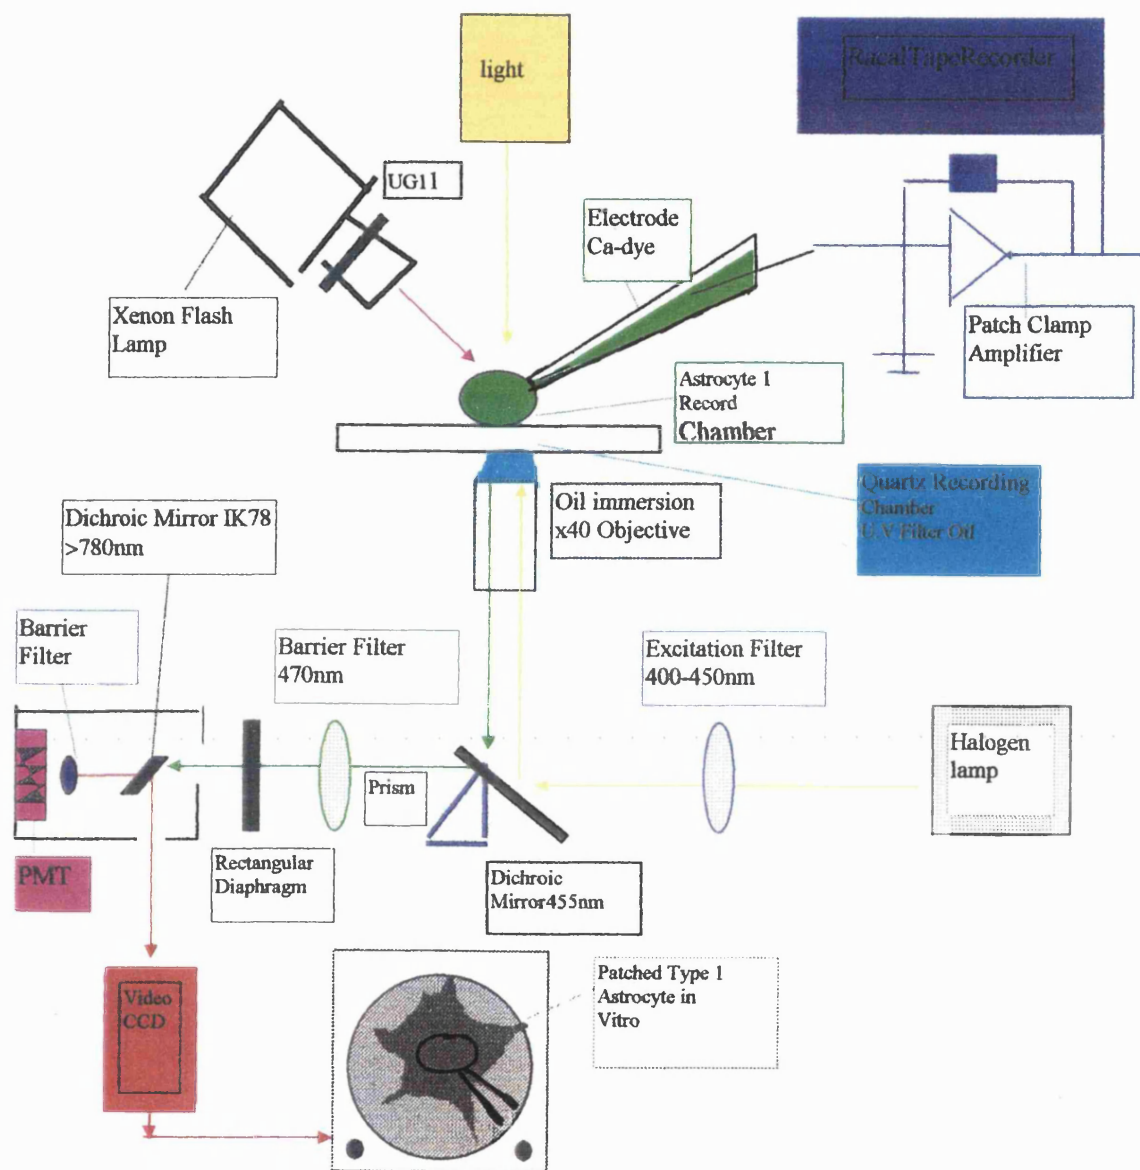 light
RacalTapeRecorder
UG11
Electrode
Ca-dye
Xenon Flash
Lamp
Patch Clamp
Amplifier
Astrocyte 1
Record
Chamber
Quartz Recording
Chamber
U.V Filter Oil
Oil immersion
x40 Objective
Dichroic Mirror IK78
>780nm
Barrier
Filter
Barrier Filter
470nm
Excitation Filter
400-450nm
Halogen
lamp
Prism
PMT
Rectangular
Diaphragm
Dichroic
Mirror455nm
Video
CCD
Patched Type 1
Astrocyte in
Vitro